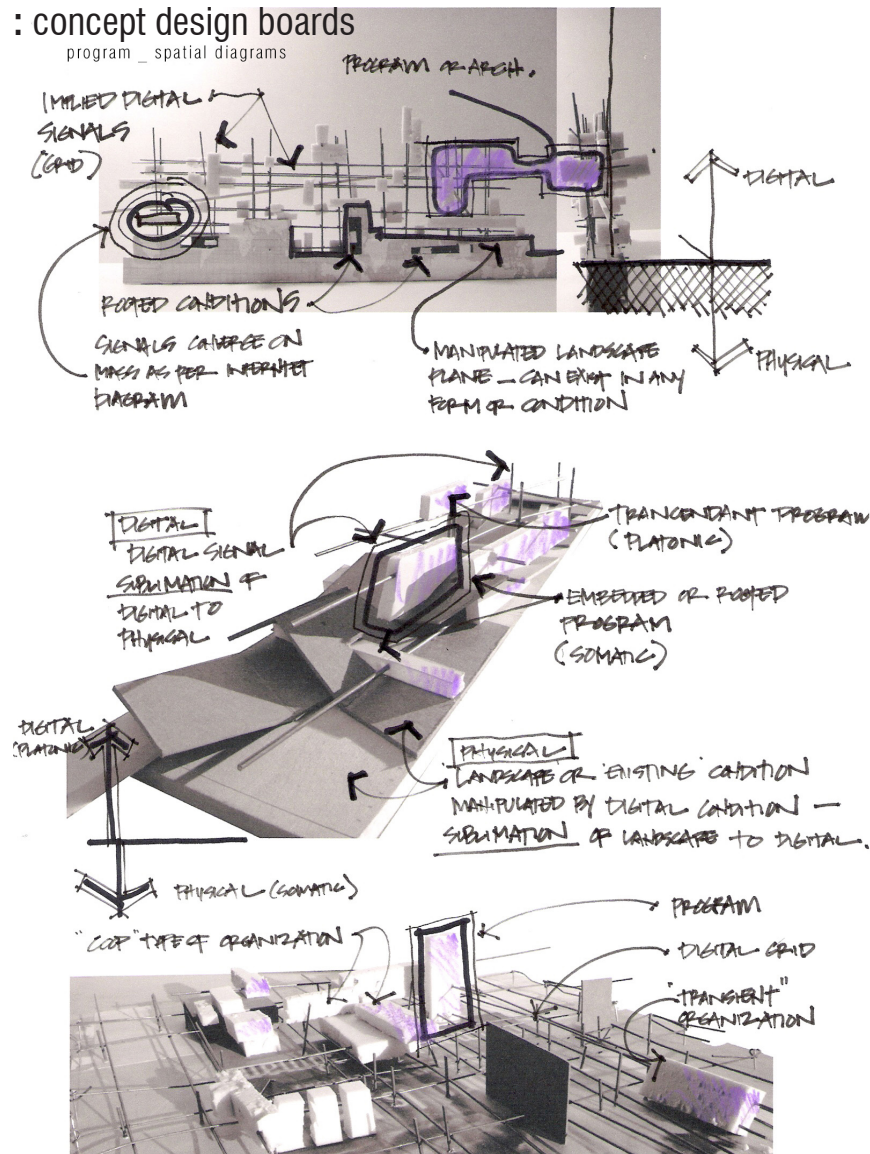 : concept design boards
program _ spatial diagrams
PROGRAM OR ARCH.
IMPLIED DIGITAL
SIGNALS
(GRID)
DIGITAL
ROOTED CONDITIONS
SIGNALS CONVERGE ON
MASS AS PER INTERNET
DIAGRAM
MANIPULATED LANDSCAPE
PLANE — CAN EXIST IN ANY
FORM OR CONDITION
PHYSICAL
DIGITAL
DIGITAL SIGNAL
SUBLIMATION OF
DIGITAL TO
PHYSICAL
TRANCENDANT PROGRAM
(PLATONIC)
EMBEDDED OR ROOTED
PROGRAM
(SOMATIC)
DIGITAL
(PLATONIC)
PHYSICAL
'LANDSCAPE' OR 'EXISTING' CONDITION
MANIPULATED BY DIGITAL CONDITION —
SUBLIMATION OF LANDSCAPE TO DIGITAL.
PHYSICAL (SOMATIC)
"COOP" TYPE OF ORGANIZATION
PROGRAM
DIGITAL GRID
"TRANSIENT"
ORGANIZATION